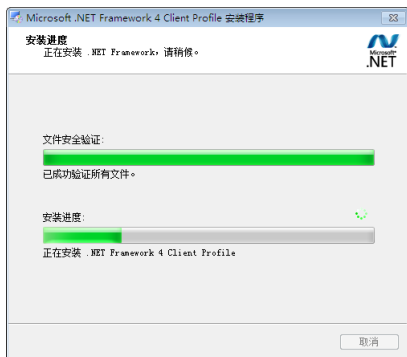 Microsoft .NET Framework 4 Client Profile 安装程序
安装进度
正在安装 .NET Framework，请稍候。
Microsoft
.NET
文件安全验证：
已成功验证所有文件。
安装进度：
正在安装 .NET Framework 4 Client Profile
取消